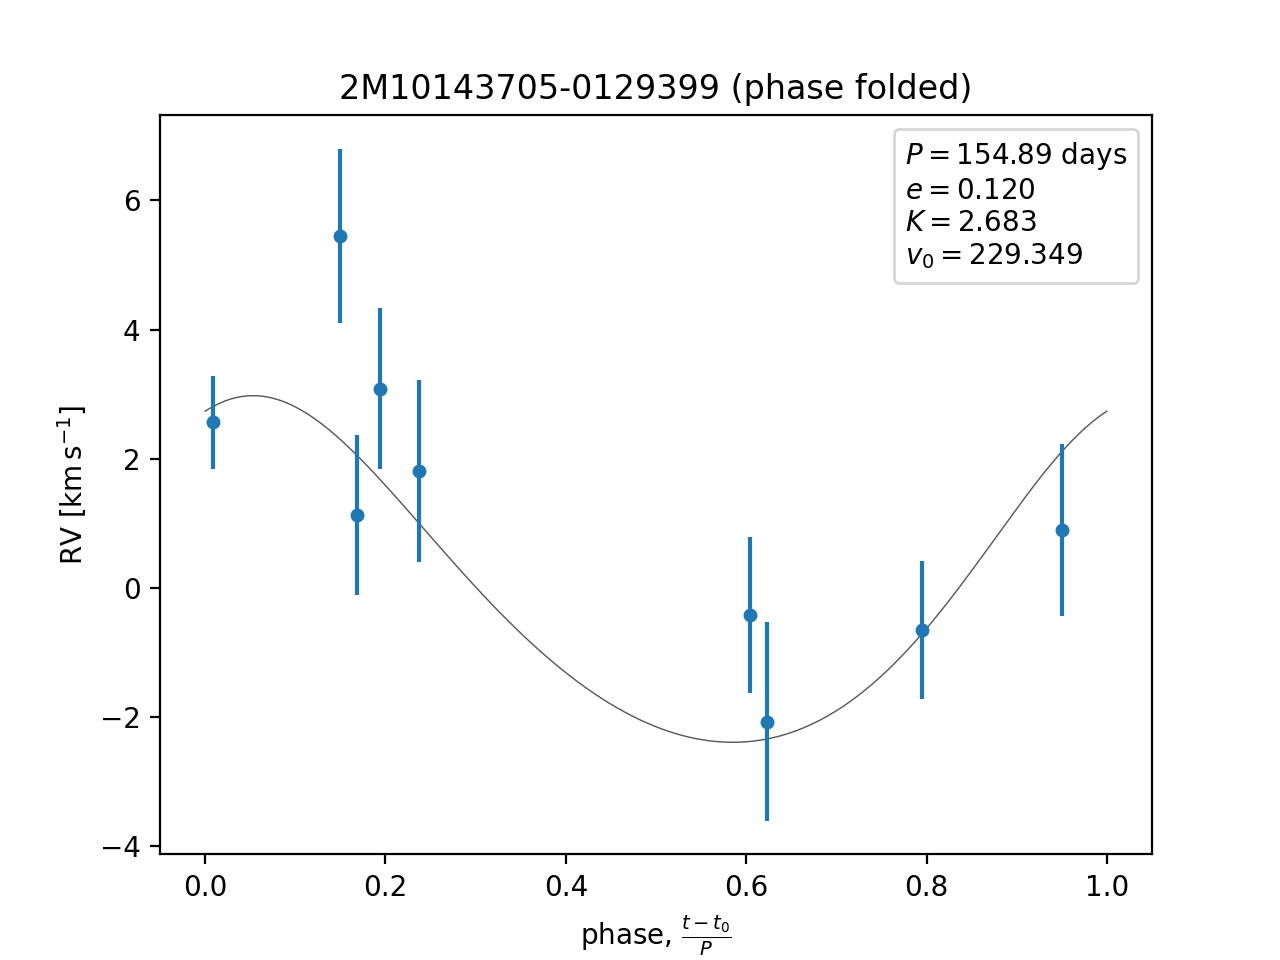 2M10143705-0129399 (phase folded)
P = 154.89 days
e = 0.120
K = 2.683
v₀ = 229.349
RV [km s⁻¹]
6
4
2
0
−2
−4
0.0 0.2 0.4 0.6 0.8 1.0
phase, (t − t₀)/P